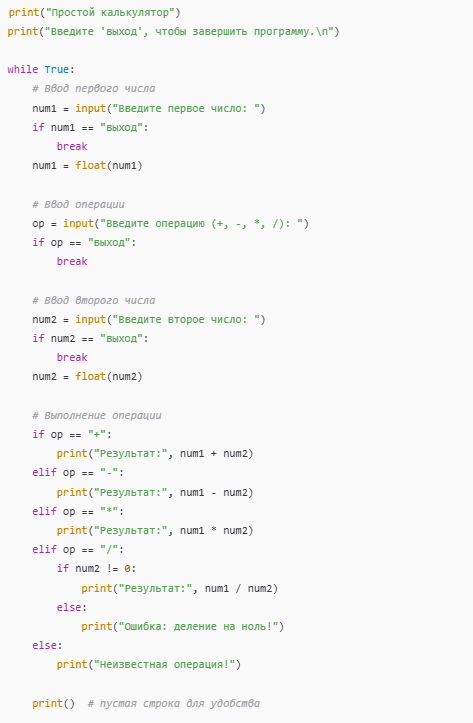 print("Простой калькулятор")
print("Введите 'выход', чтобы завершить программу.\n")

while True:
    # Ввод первого числа
    num1 = input("Введите первое число: ")
    if num1 == "выход":
        break
    num1 = float(num1)

    # Ввод операции
    op = input("Введите операцию (+, -, *, /): ")
    if op == "выход":
        break

    # Ввод второго числа
    num2 = input("Введите второе число: ")
    if num2 == "выход":
        break
    num2 = float(num2)

    # Выполнение операции
    if op == "+":
        print("Результат:", num1 + num2)
    elif op == "-":
        print("Результат:", num1 - num2)
    elif op == "*":
        print("Результат:", num1 * num2)
    elif op == "/":
        if num2 != 0:
            print("Результат:", num1 / num2)
        else:
            print("Ошибка: деление на ноль!")
    else:
        print("Неизвестная операция!")

    print()  # пустая строка для удобства